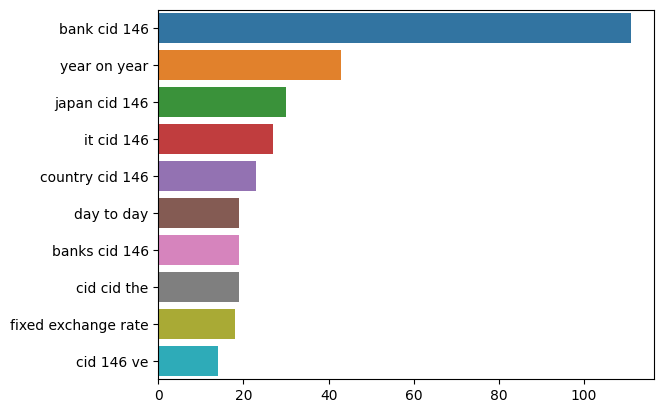 bank cid 146
year on year
japan cid 146
it cid 146
country cid 146
day to day
banks cid 146
cid cid the
fixed exchange rate
cid 146 ve
0 20 40 60 80 100